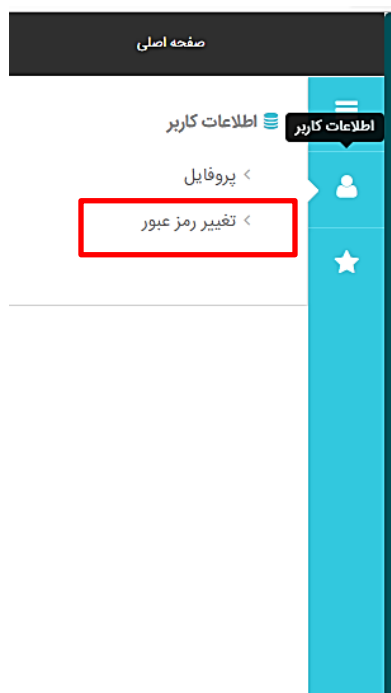 صفحه اصلی
اطلاعات کاربر
اطلاعات کاربر
پروفایل
تغییر رمز عبور